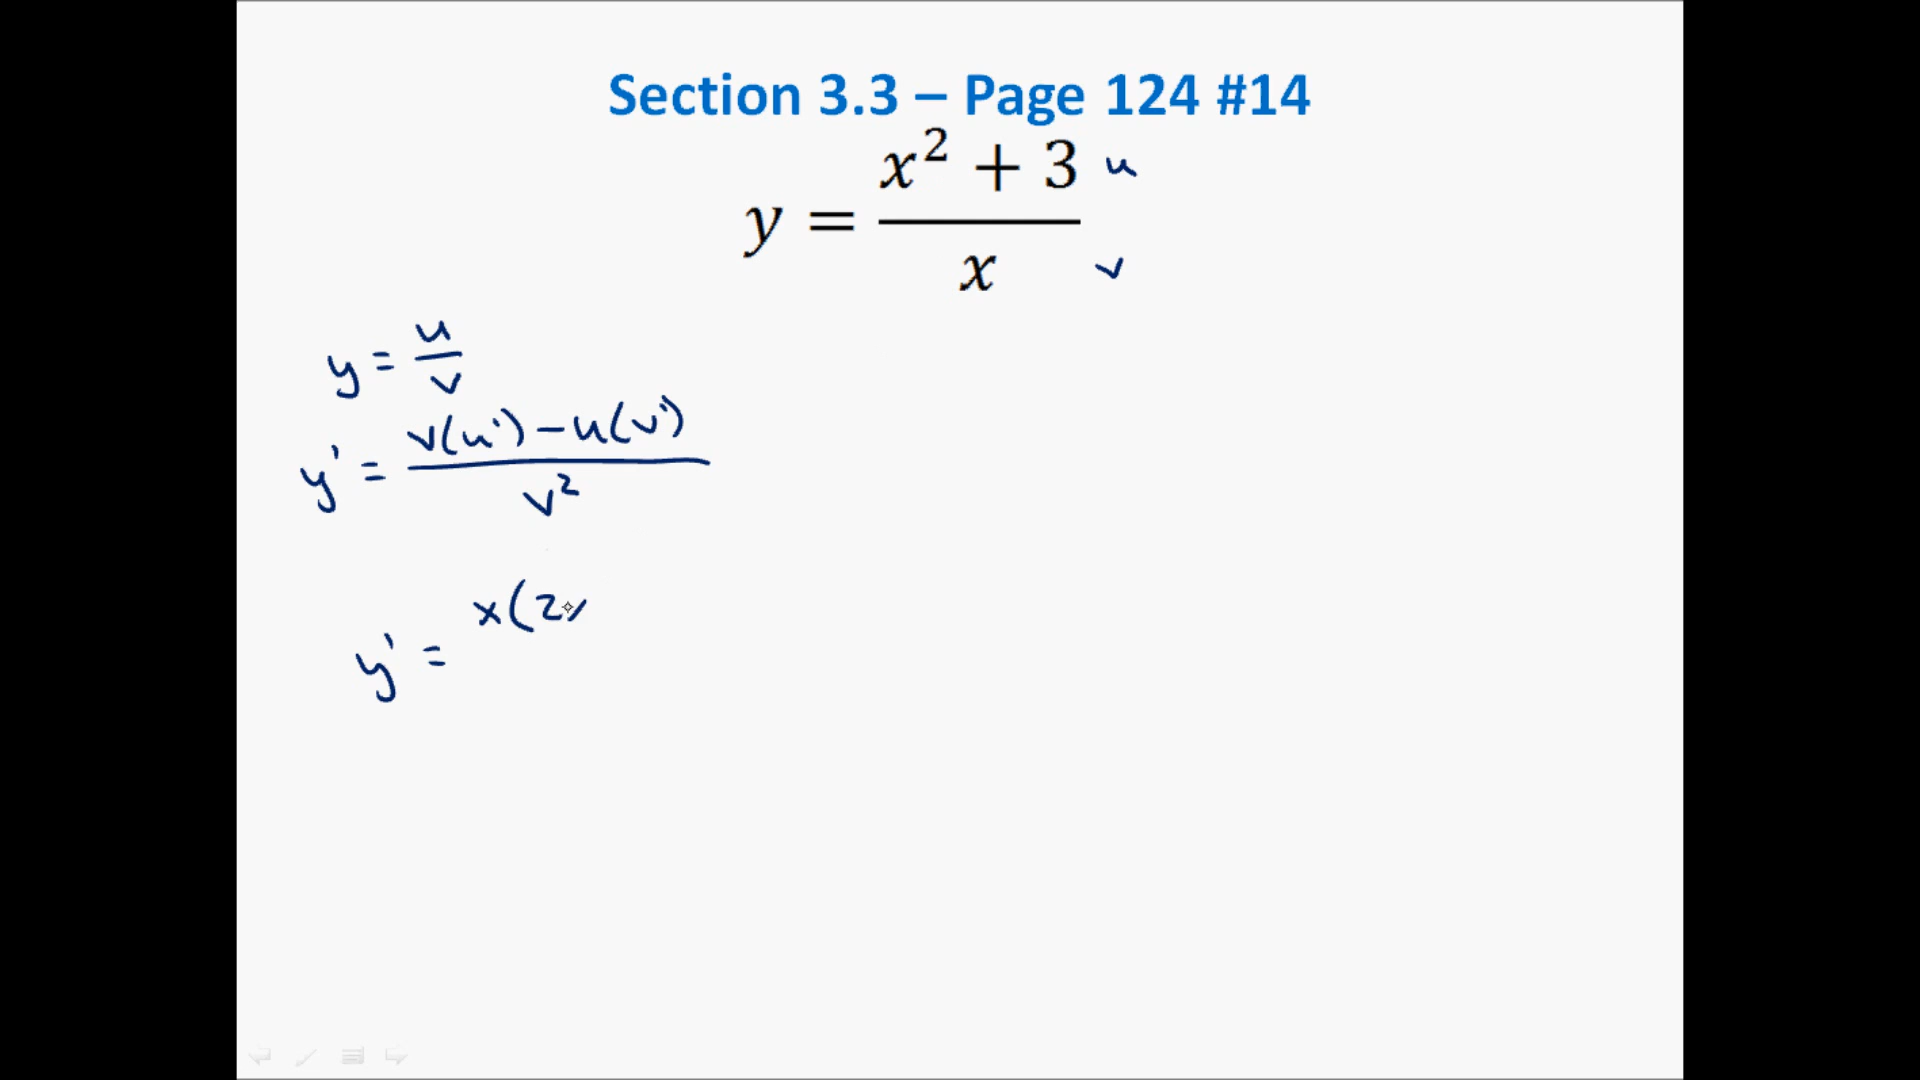 Section 3.3 – Page 124 #14
y = (x² + 3)/x u v
y = u/v
y' = (v(u') - u(v'))/v²
y' = x(2x